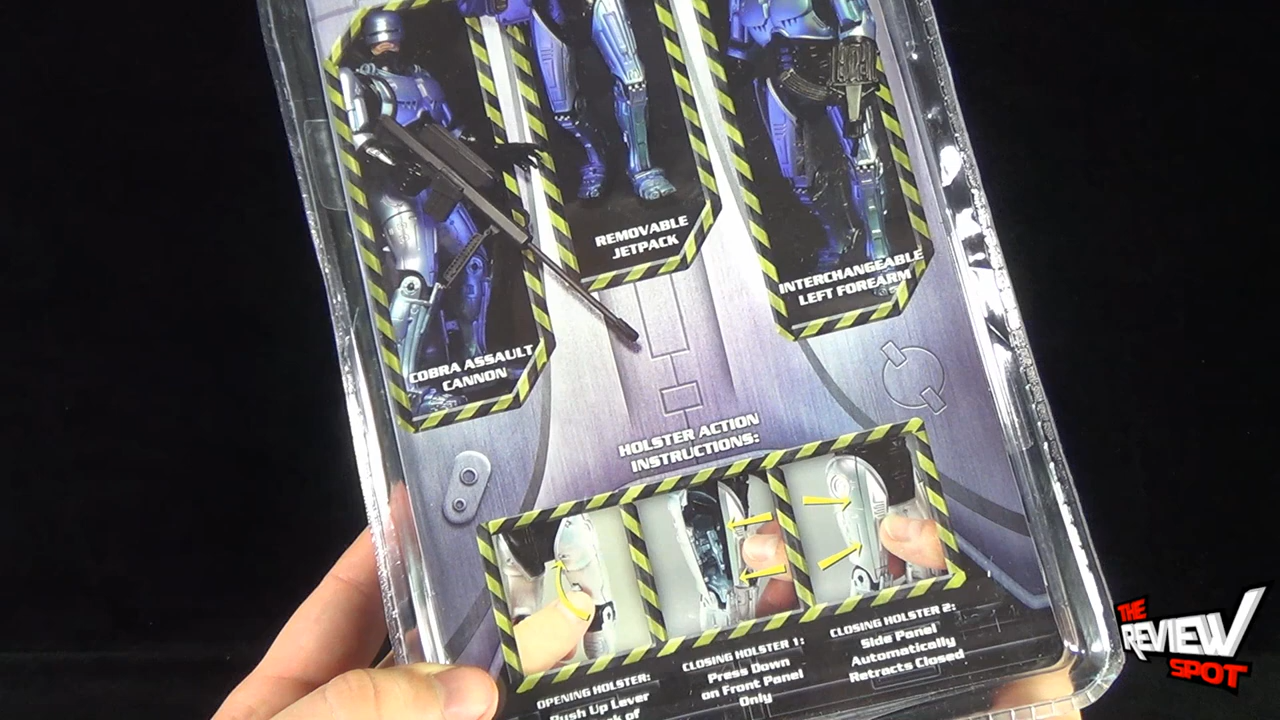 REMOVABLE
JETPACK
INTERCHANGEABLE
LEFT FOREARM
COBRA ASSAULT
CANNON
HOLSTER ACTION
INSTRUCTIONS:
OPENING HOLSTER:
Push Up Lever
of
CLOSING HOLSTER 1:
Press Down
on Front Panel
Only
CLOSING HOLSTER 2:
Side Panel
Automatically
Retracts Closed
THE
REVIEW
SPOT